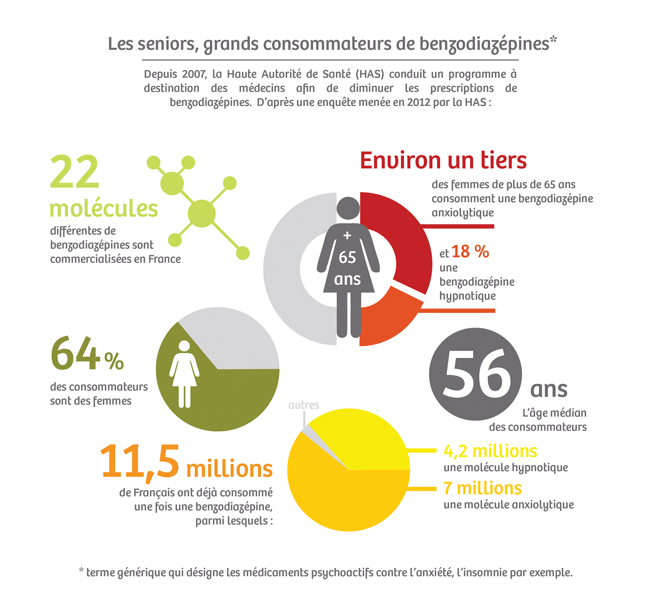 Les seniors, grands consommateurs de benzodiazépines*
Depuis 2007, la Haute Autorité de Santé (HAS) conduit un programme à
destination des médecins afin de diminuer les prescriptions de
benzodiazépines. D'après une enquête menée en 2012 par la HAS :
22
molécules
différentes de
benzodiazépines sont
commercialisées en France
Environ un tiers
des femmes de plus de 65 ans
consomment une benzodiazépine
anxiolytique
+
65
ans
et 18 %
une
benzodiazépine
hypnotique
64 %
des consommateurs
sont des femmes
56 ans
L'âge médian
des consommateurs
11,5 millions
de Français ont déjà consommé
une fois une benzodiazépine,
parmi lesquels :
autres
4,2 millions
une molécule hypnotique
7 millions
une molécule anxiolytique
* terme générique qui désigne les médicaments psychoactifs contre l'anxiété, l'insomnie par exemple.